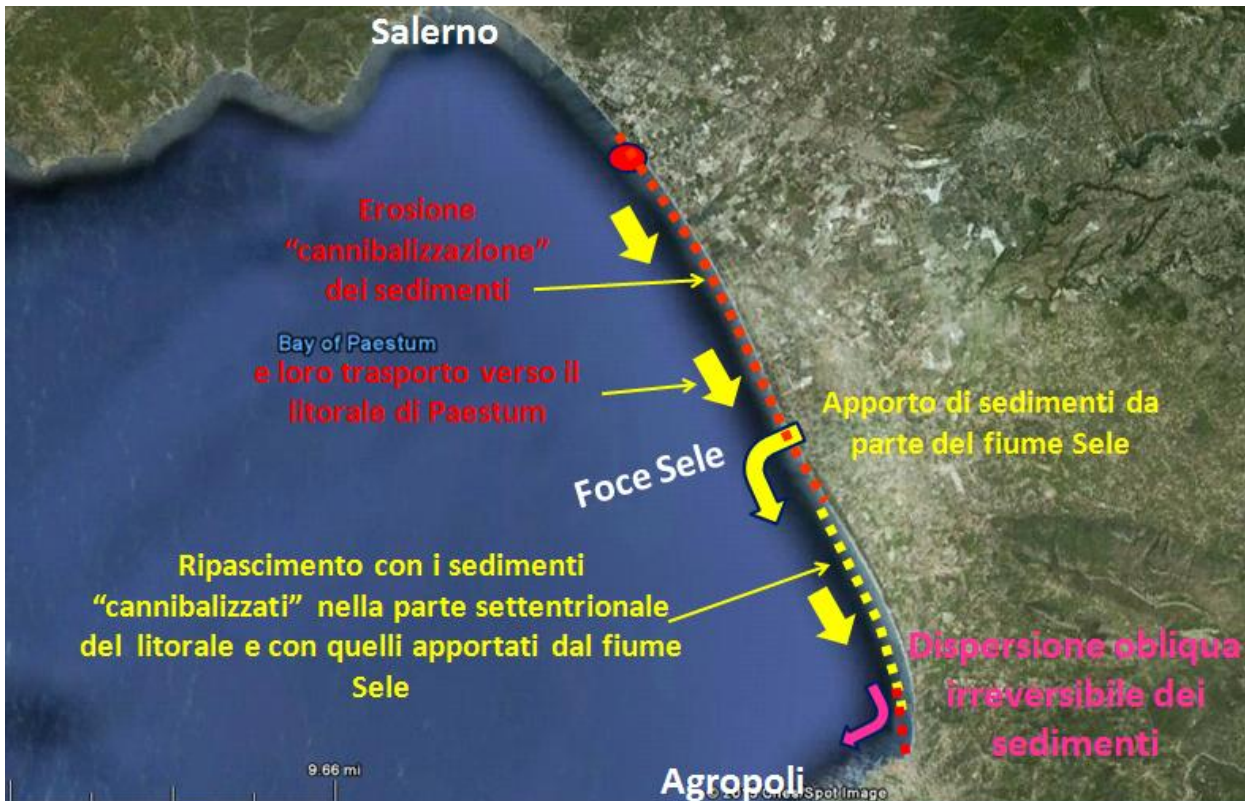 Salerno
Erosione
“cannibalizzazione”
dei sedimenti
Bay of Paestum
e loro trasporto verso il
litorale di Paestum
Apporto di sedimenti da
parte del fiume Sele
Foce Sele
Ripascimento con i sedimenti
“cannibalizzati” nella parte settentrionale
del litorale e con quelli apportati dal fiume
Sele
Dispersione obliqua
irreversibile dei
sedimenti
9.66 mi
Agropoli
Spot Image